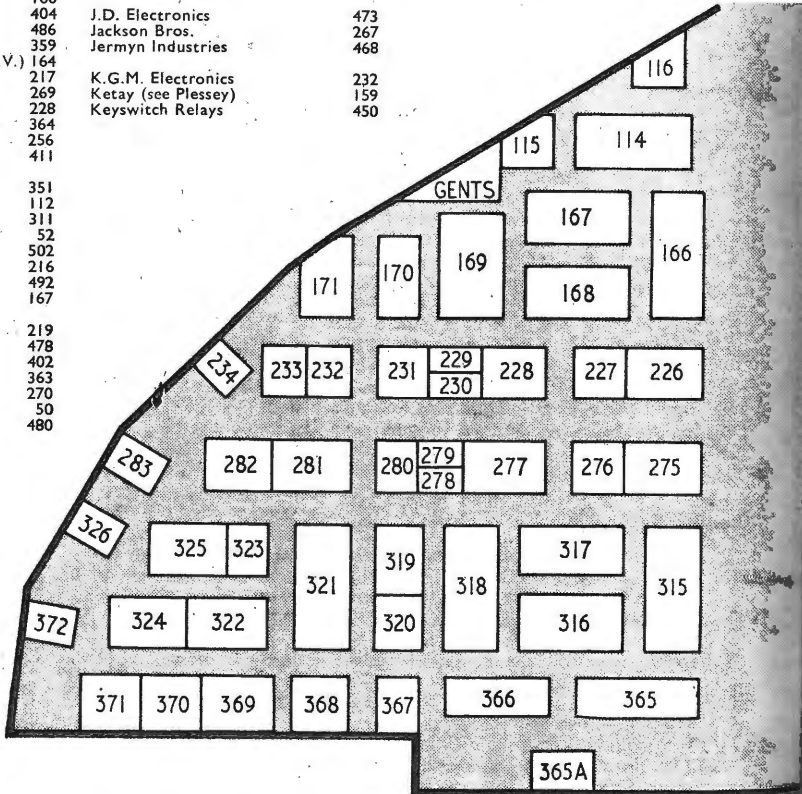 404 J.D. Electronics 473
486 Jackson Bros. 267
359 Jermyn Industries 468
V.) 164
217 K.G.M. Electronics 232
269 Ketay (see Plessey) 159
228 Keyswitch Relays 450
364
256
411
351
112
311
52
502
216
492
167
219
478
402
363
270
50
480
116
115 114
GENTS
167
166
171 170 169
168
234 233 232 231 229 228 227 226
230
283 282 281 280 279 277 276 275
278
326 325 323 321 319 318 317 315
372 324 322 320 316
371 370 369 368 367 366 365
365A